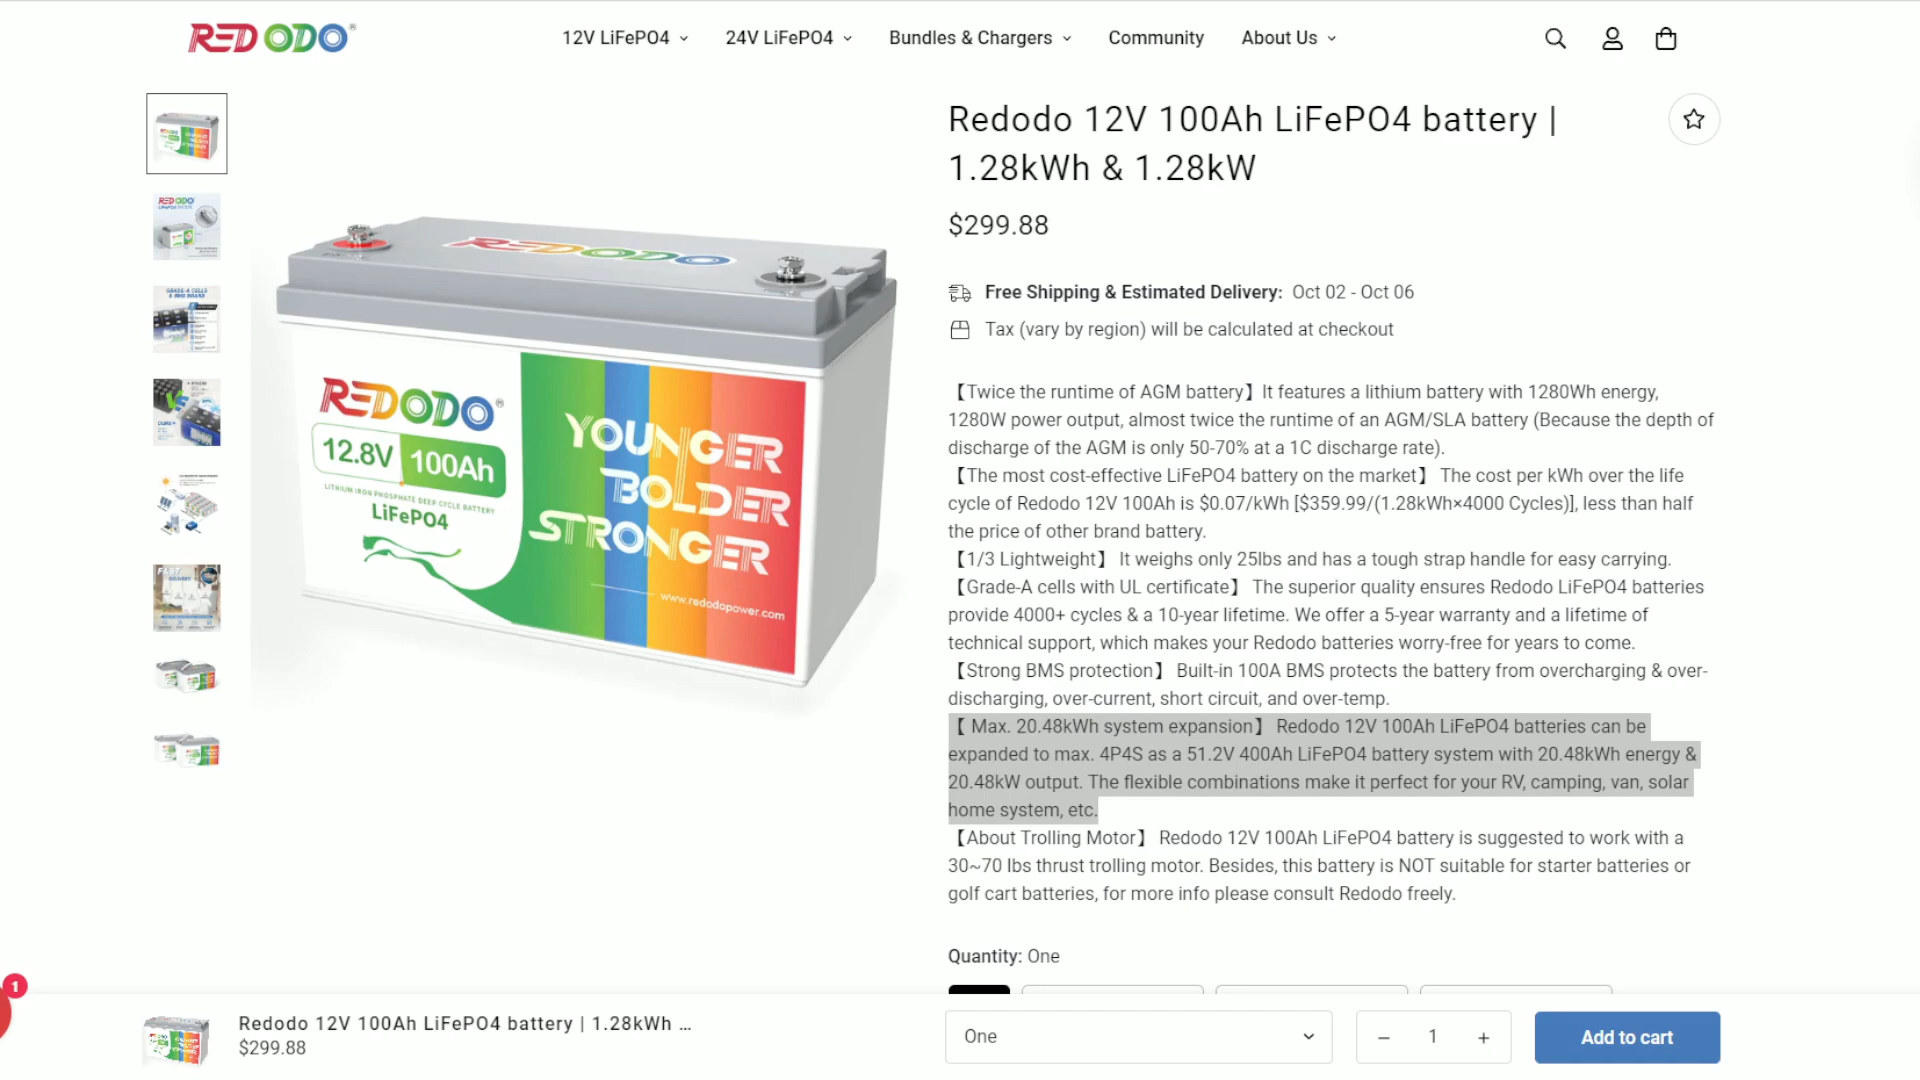 REDODO®
12V LiFePO4
24V LiFePO4
Bundles & Chargers
Community
About Us
Redodo 12V 100Ah LiFePO4 battery |
1.28kWh & 1.28kW
$299.88
Free Shipping & Estimated Delivery: Oct 02 - Oct 06
Tax (vary by region) will be calculated at checkout
REDODO
REDODO®
12.8V 100Ah
LITHIUM IRON PHOSPHATE DEEP CYCLE BATTERY
LiFePO4
YOUNGER
BOLDER
STRONGER
www.redodopower.com
【Twice the runtime of AGM battery】It features a lithium battery with 1280Wh energy,
1280W power output, almost twice the runtime of an AGM/SLA battery (Because the depth of
discharge of the AGM is only 50-70% at a 1C discharge rate).
【The most cost-effective LiFePO4 battery on the market】 The cost per kWh over the life
cycle of Redodo 12V 100Ah is $0.07/kWh [$359.99/(1.28kWh×4000 Cycles)], less than half
the price of other brand battery.
【1/3 Lightweight】 It weighs only 25lbs and has a tough strap handle for easy carrying.
【Grade-A cells with UL certificate】 The superior quality ensures Redodo LiFePO4 batteries
provide 4000+ cycles & a 10-year lifetime. We offer a 5-year warranty and a lifetime of
technical support, which makes your Redodo batteries worry-free for years to come.
【Strong BMS protection】 Built-in 100A BMS protects the battery from overcharging & over-
discharging, over-current, short circuit, and over-temp.
【 Max. 20.48kWh system expansion】 Redodo 12V 100Ah LiFePO4 batteries can be
expanded to max. 4P4S as a 51.2V 400Ah LiFePO4 battery system with 20.48kWh energy &
20.48kW output. The flexible combinations make it perfect for your RV, camping, van, solar
home system, etc.
【About Trolling Motor】 Redodo 12V 100Ah LiFePO4 battery is suggested to work with a
30~70 lbs thrust trolling motor. Besides, this battery is NOT suitable for starter batteries or
golf cart batteries, for more info please consult Redodo freely.
Quantity: One
1
Redodo 12V 100Ah LiFePO4 battery | 1.28kWh ...
$299.88
One
− 1 +
Add to cart